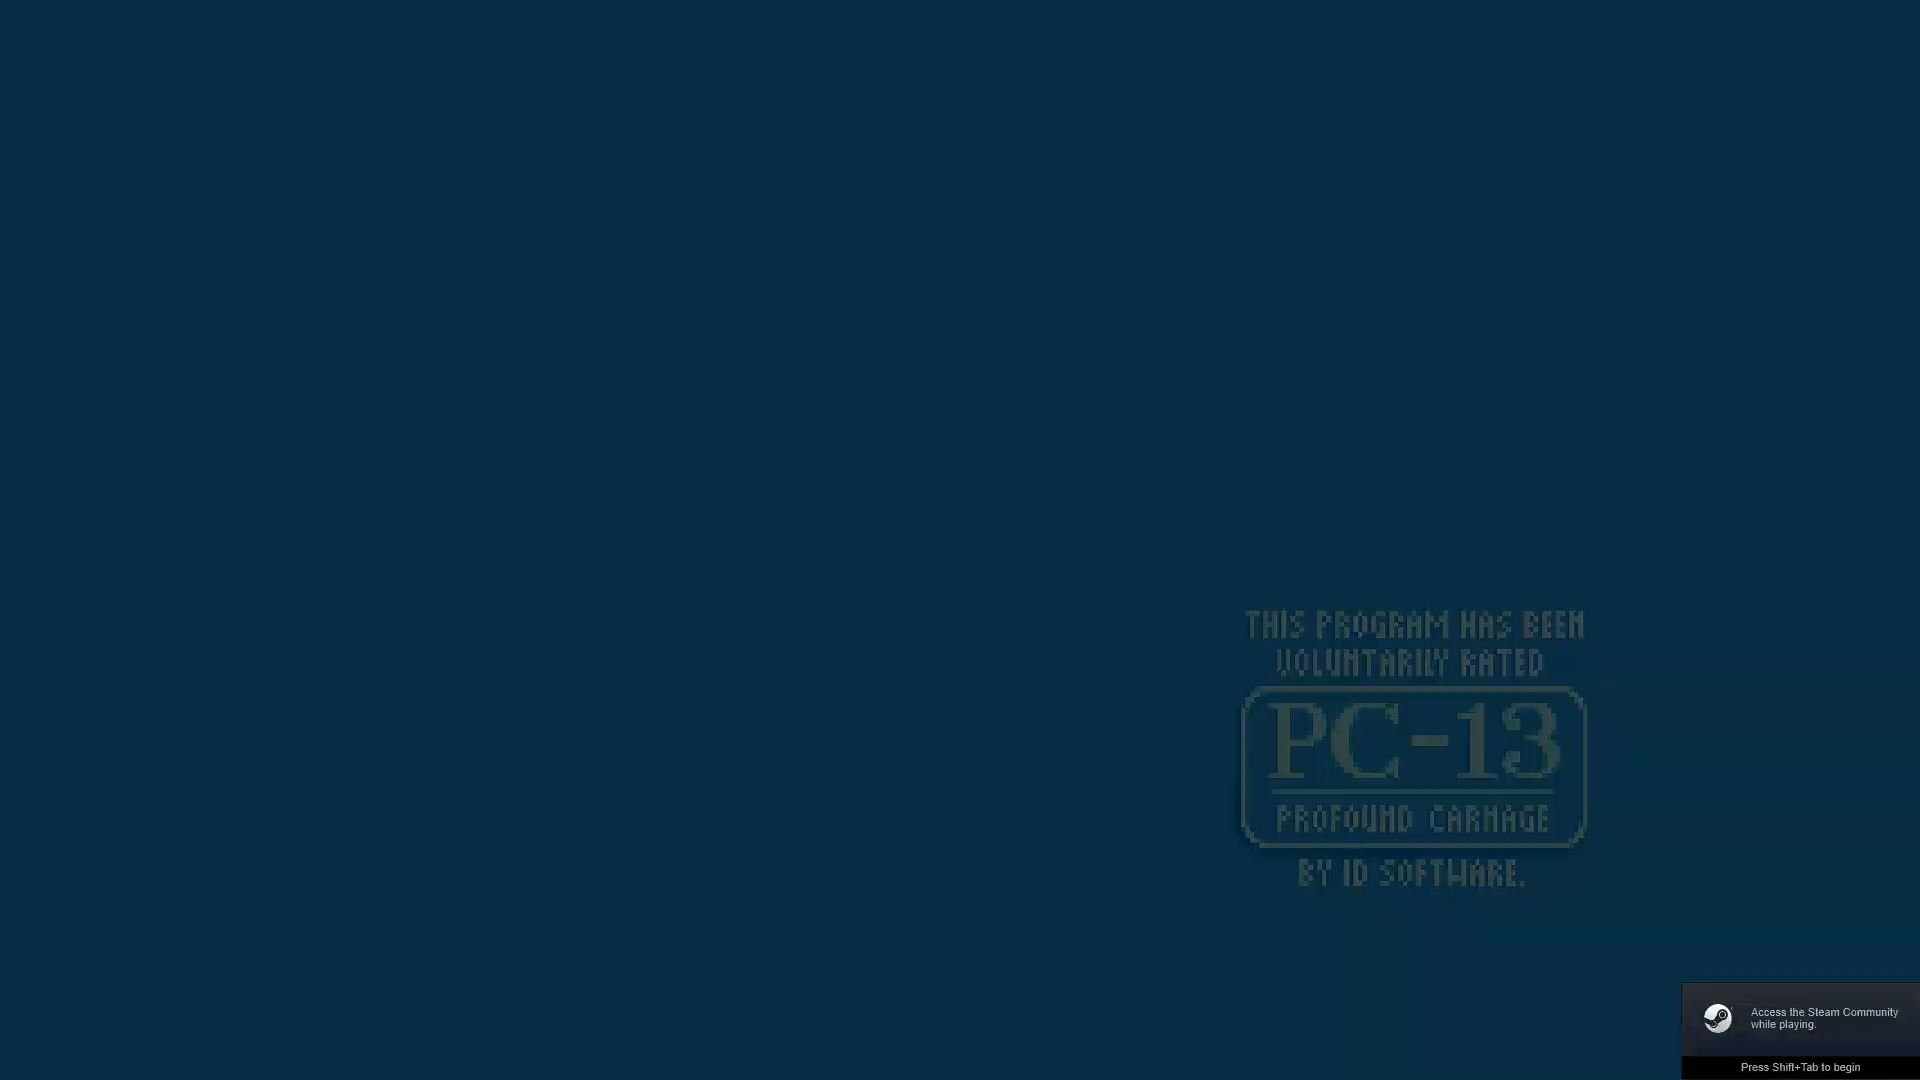 THIS PROGRAM HAS BEEN
VOLUNTARILY RATED
PC-13
PROFOUND CARNAGE
BY ID SOFTWARE.
Access the Steam Community
while playing.
Press Shift+Tab to begin